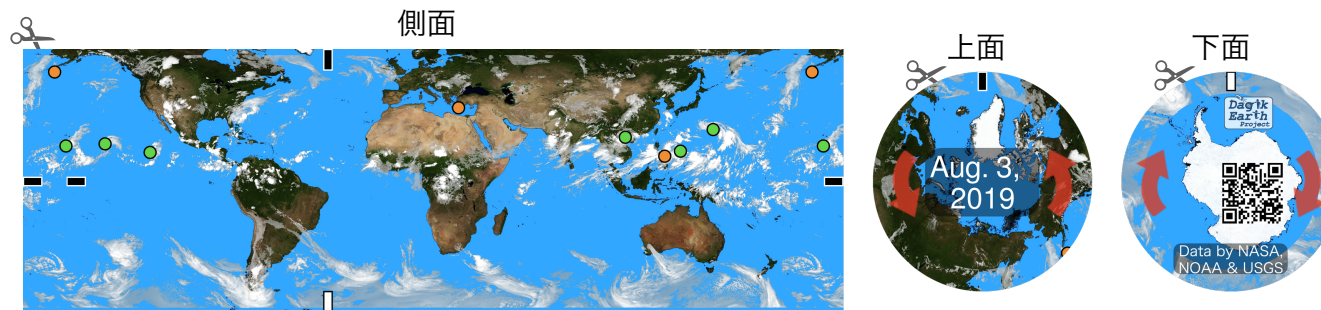 側面
上面
下面
Aug. 3,
2019
Dagik
Earth
Project
Data by NASA,
NOAA & USGS